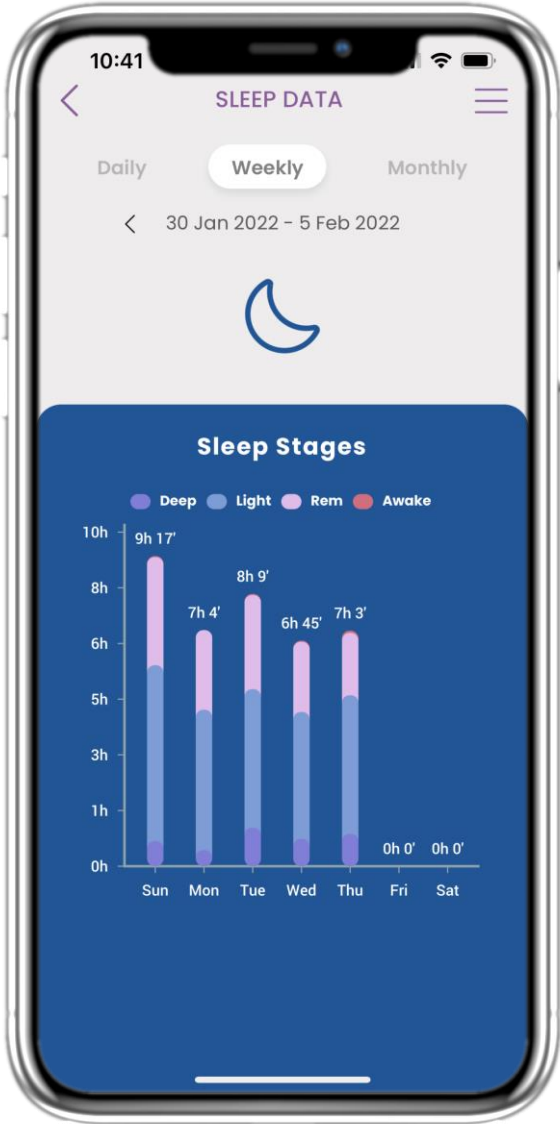 10:41
SLEEP DATA
Daily Weekly Monthly
30 Jan 2022 - 5 Feb 2022
Sleep Stages
Deep Light Rem Awake
10h
9h 17'
8h 9'
8h
7h 4'
7h 3'
6h 45'
6h
5h
3h
1h
0h 0' 0h 0'
0h
Sun Mon Tue Wed Thu Fri Sat